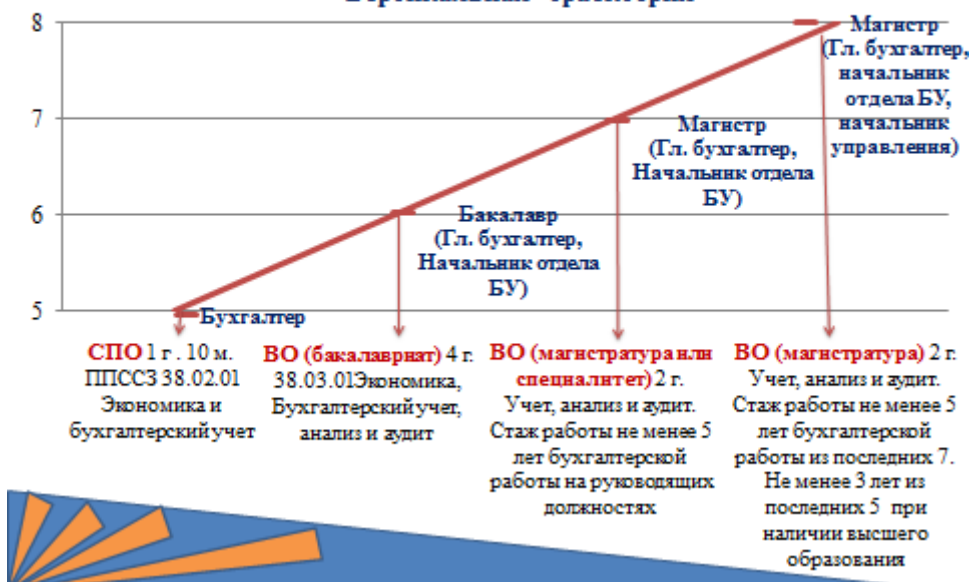 8
7
6
5
Магистр
(Гл. бухгалтер,
начальник
отдела БУ,
начальник
управления)
Магистр
(Гл. бухгалтер,
Начальник отдела
БУ)
Бакалавр
(Гл. бухгалтер,
Начальник отдела
БУ)
Бухгалтер
СПО 1 г . 10 м.
ППССЗ 38.02.01
Экономика и
бухгалтерский учет
ВО (бакалавриат) 4 г.
38.03.01Экономика,
Бухгалтерский учет,
анализ и аудит
ВО (магистратура или
специалитет) 2 г.
Учет, анализ и аудит.
Стаж работы не менее 5
лет бухгалтерской
работы на руководящих
должностях
ВО (магистратура) 2 г.
Учет, анализ и аудит.
Стаж работы не менее 5
лет бухгалтерской
работы из последних 7.
Не менее 3 лет из
последних 5 при
наличии высшего
образования